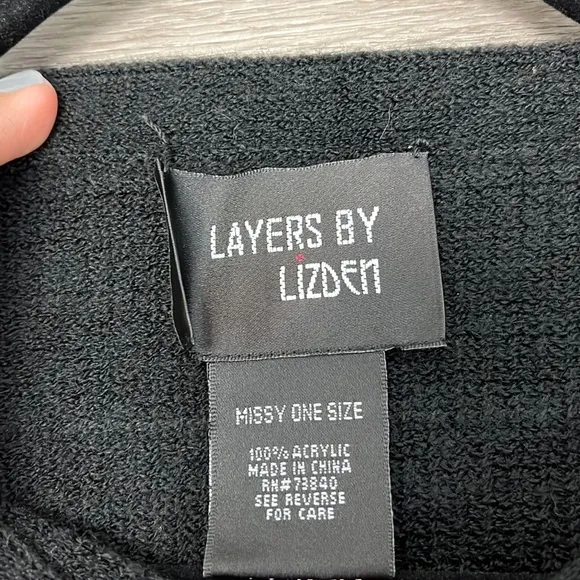 LAYERS BY
LizDEN
MISSY ONE SIZE
100% ACRYLIC
MADE IN CHINA
RN#73840
SEE REVERSE
FOR CARE